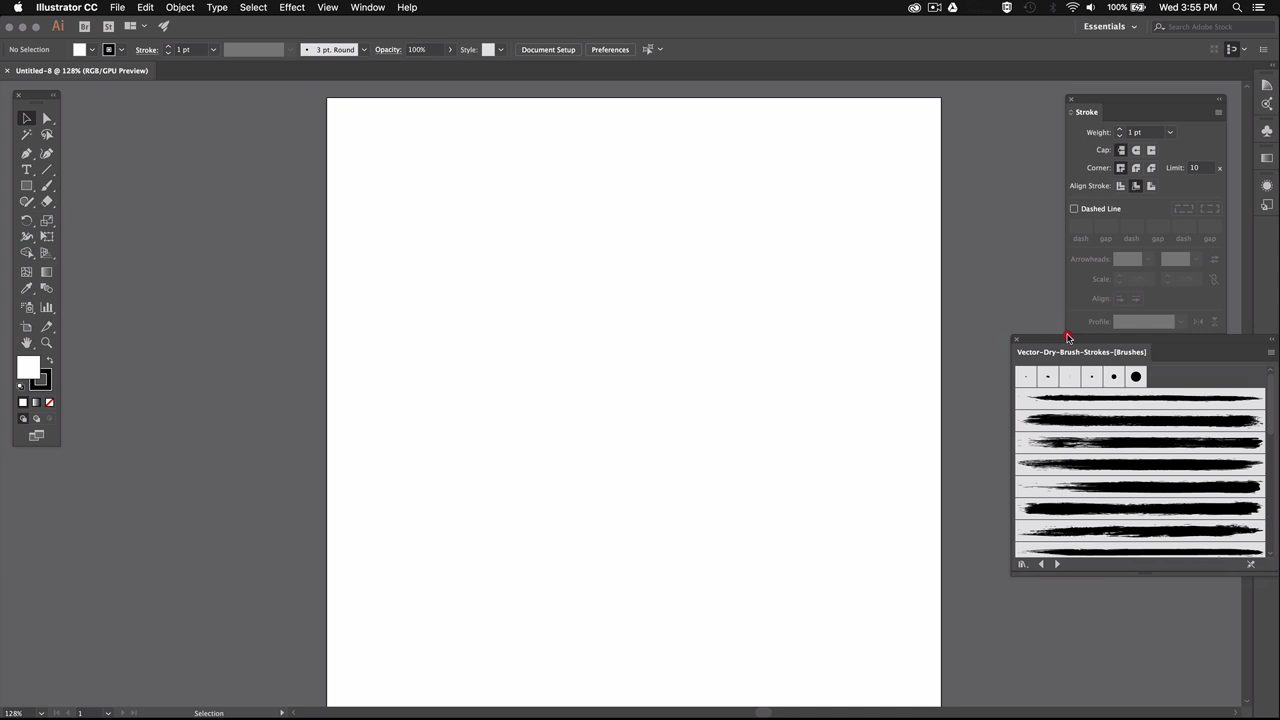 Illustrator CC File Edit Object Type Select Effect View Window Help 100% Wed 3:55 PM
Ai Br St Essentials Search Adobe Stock
No Selection Stroke: 1 pt 3 pt. Round Opacity: 100% Style: Document Setup Preferences
Untitled-8 @ 128% (RGB/GPU Preview)
Stroke
Weight: 1 pt
Cap:
Corner: Limit: 10 x
Align Stroke:
Dashed Line
dash gap dash gap dash gap
Arrowheads:
Scale:
Align:
Profile:
Vector-Dry-Brush-Strokes-[Brushes]
128% 1 Selection